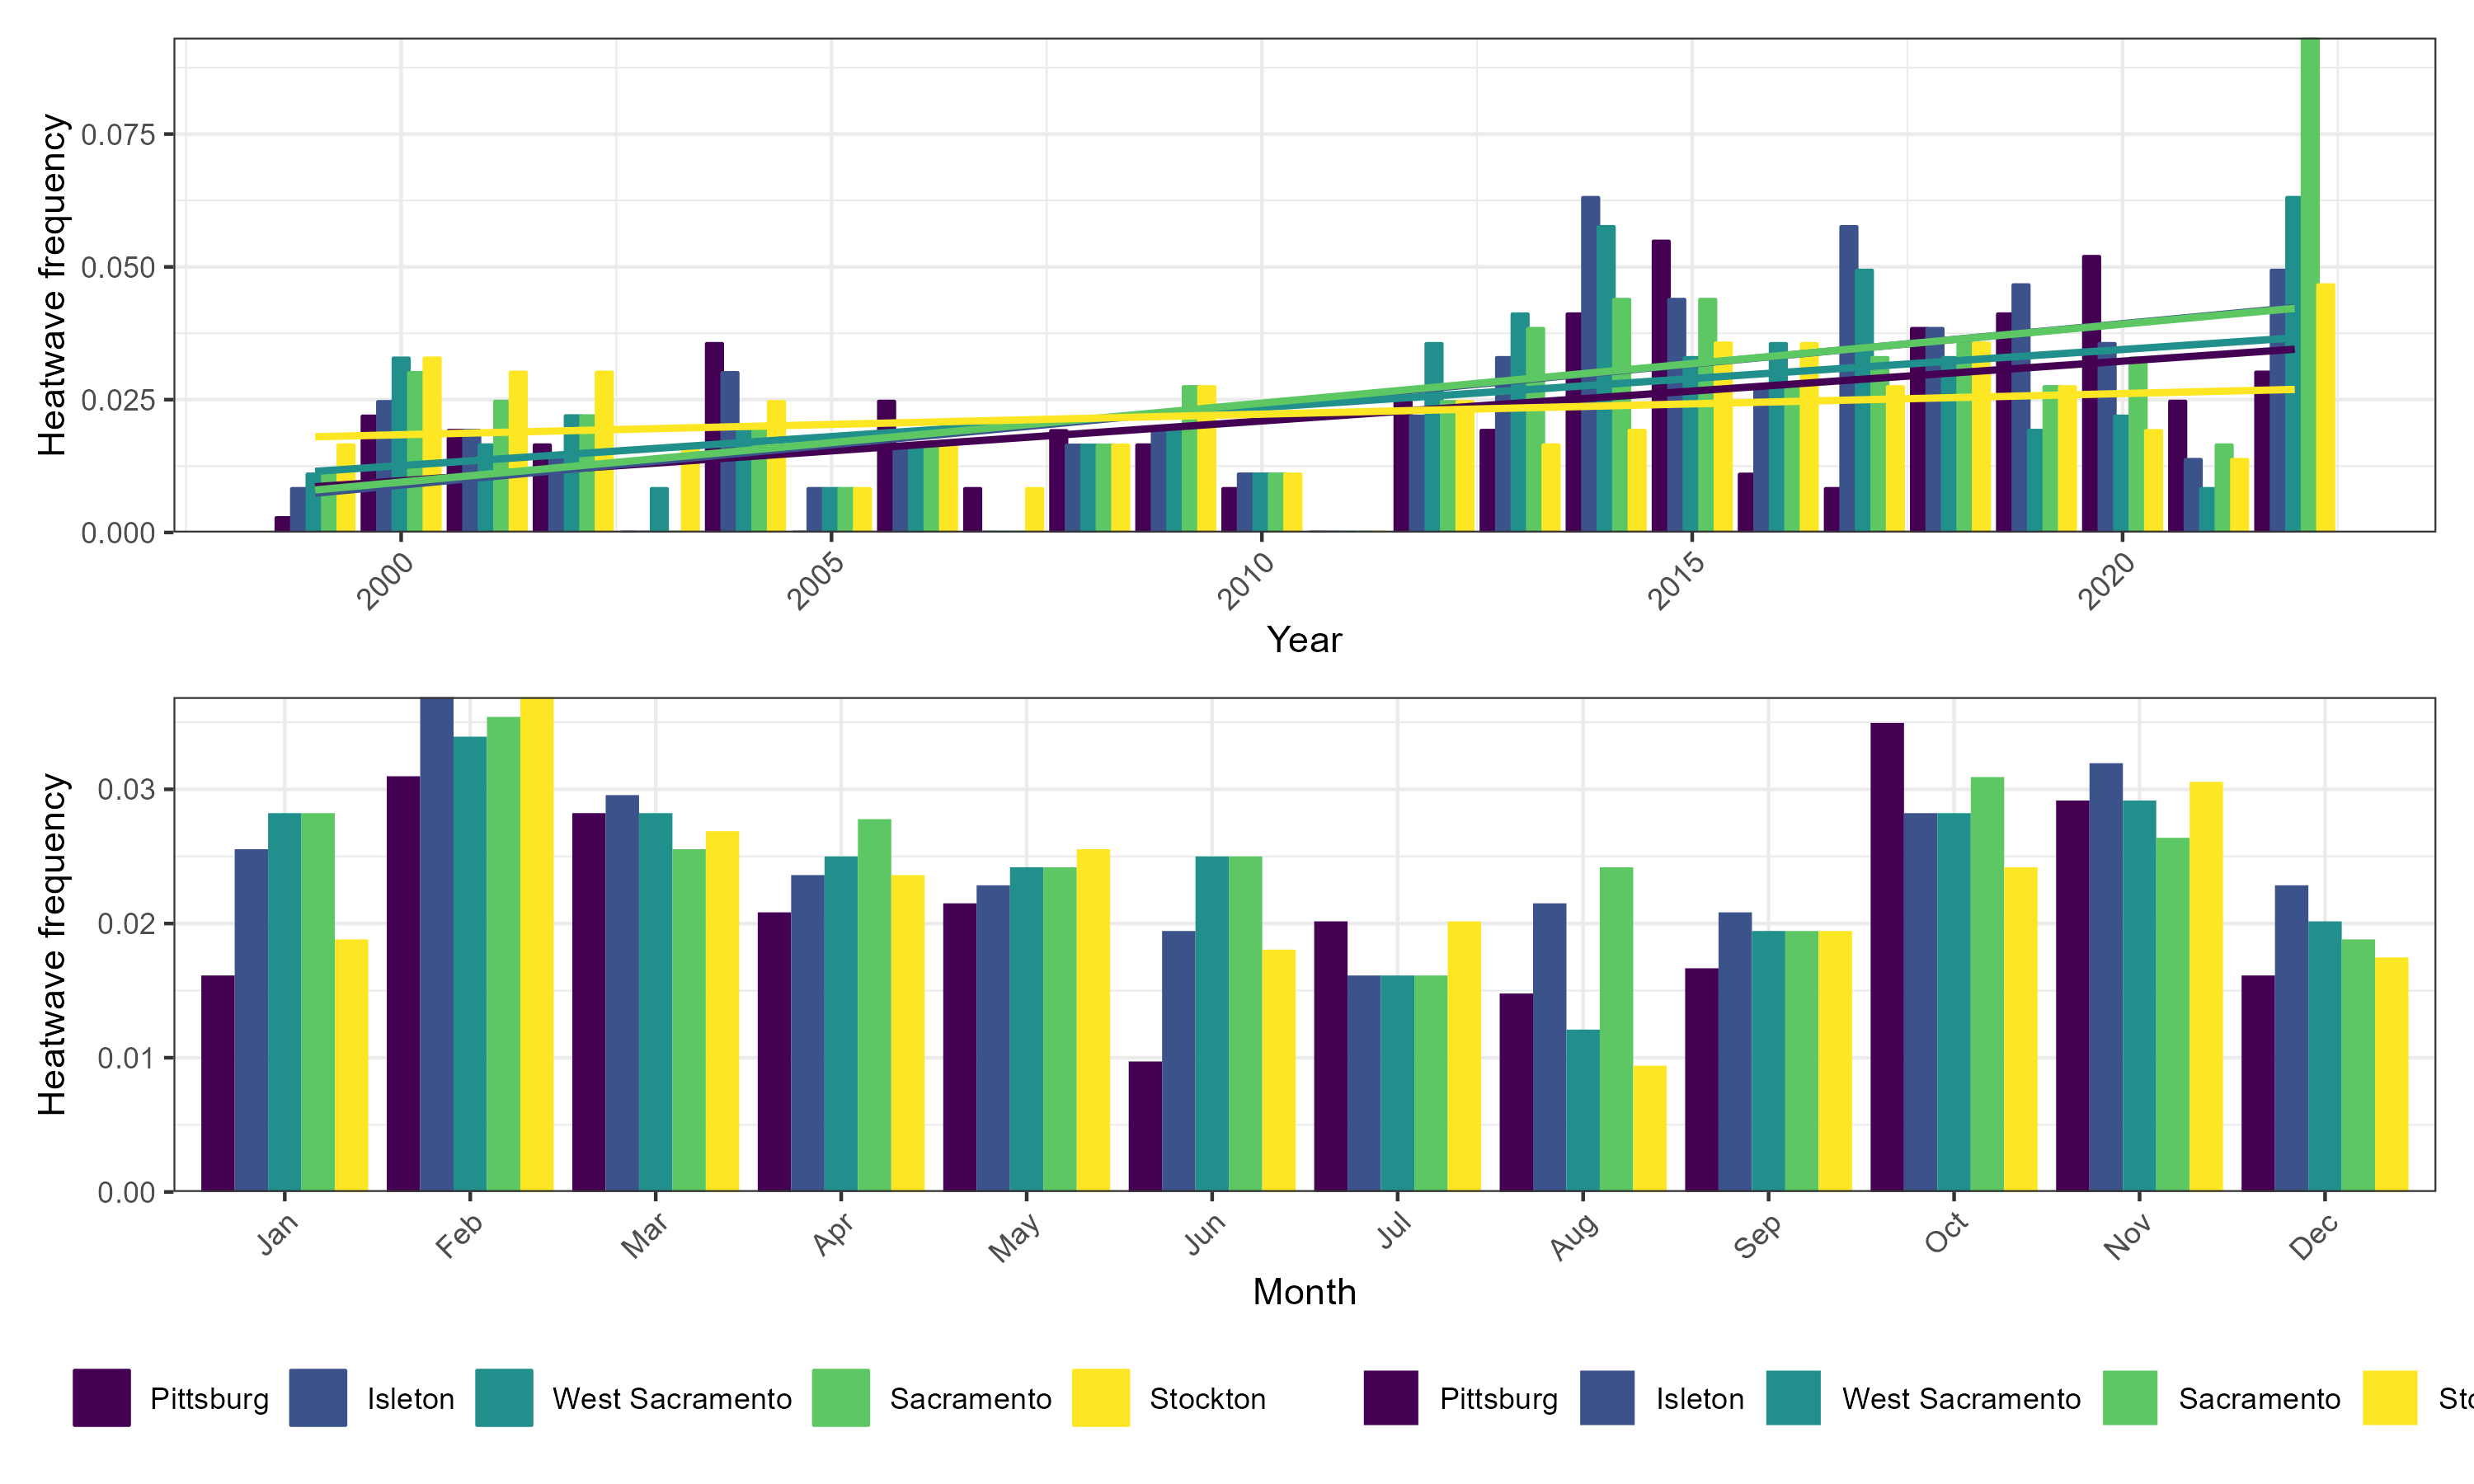 Heatwave frequency
0.075
0.050
0.025
0.000
2000 2005 2010 2015 2020
Year
Heatwave frequency
0.03
0.02
0.01
0.00
Jan Feb Mar Apr May Jun Jul Aug Sep Oct Nov Dec
Month
Pittsburg Isleton West Sacramento Sacramento Stockton Pittsburg Isleton West Sacramento Sacramento